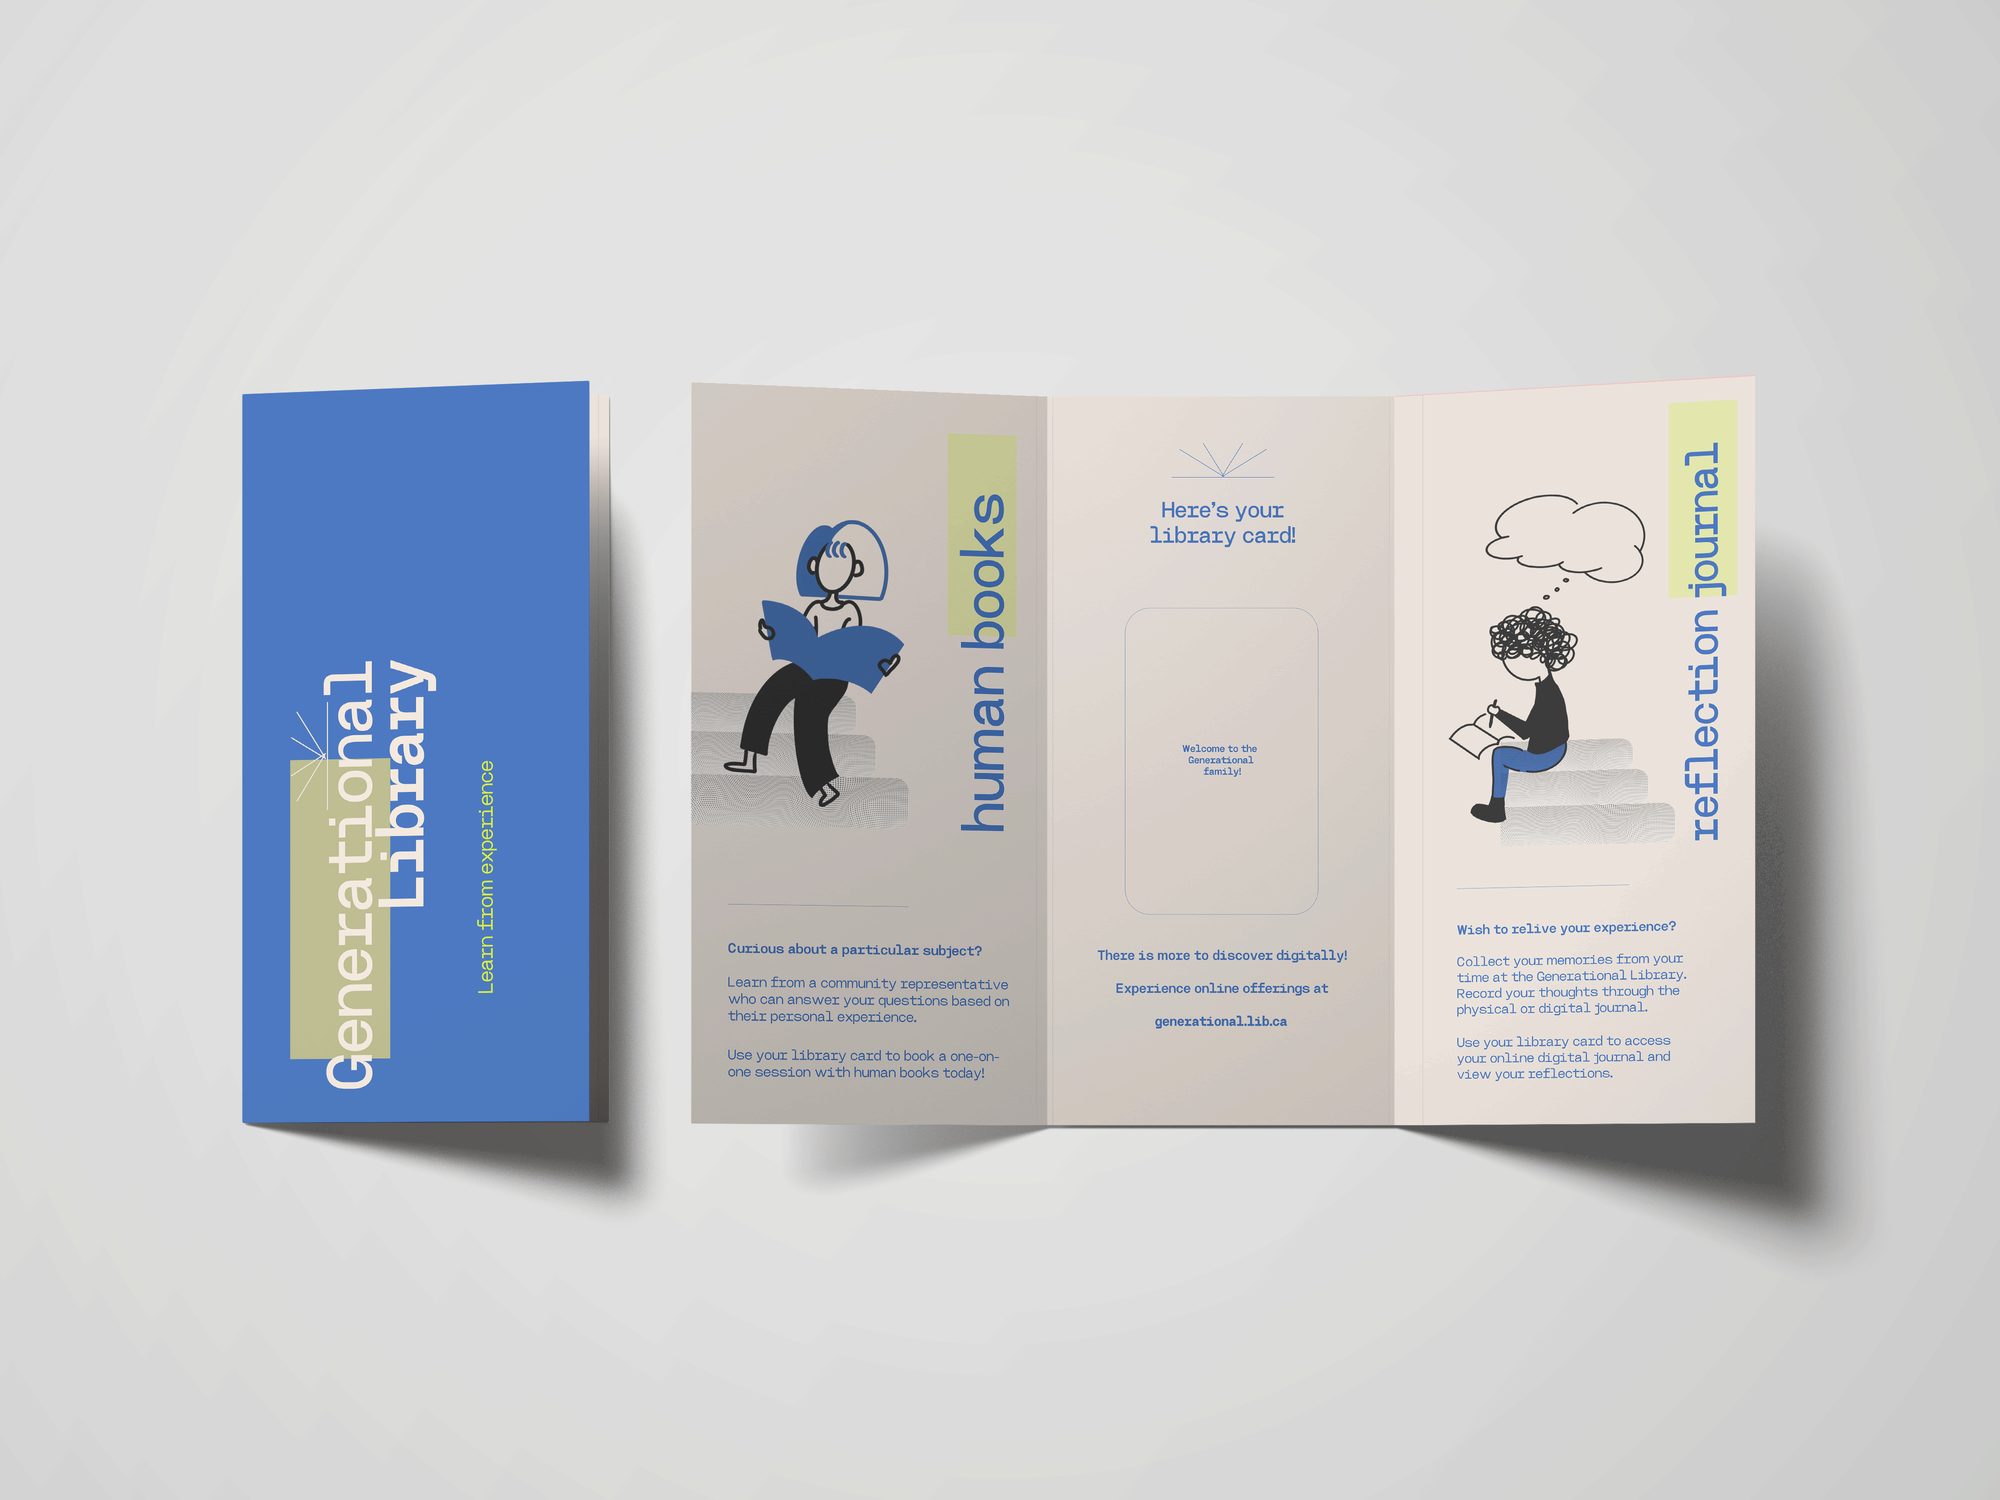 Generational
Library
Learn from experience
human books
Curious about a particular subject?
Learn from a community representative
who can answer your questions based on
their personal experience.
Use your library card to book a one-on-
one session with human books today!
Here's your
library card!
Welcome to the
Generational
family!
There is more to discover digitally!
Experience online offerings at
generational.lib.ca
reflection journal
Wish to relive your experience?
Collect your memories from your
time at the Generational Library.
Record your thoughts through the
physical or digital journal.
Use your library card to access
your online digital journal and
view your reflections.